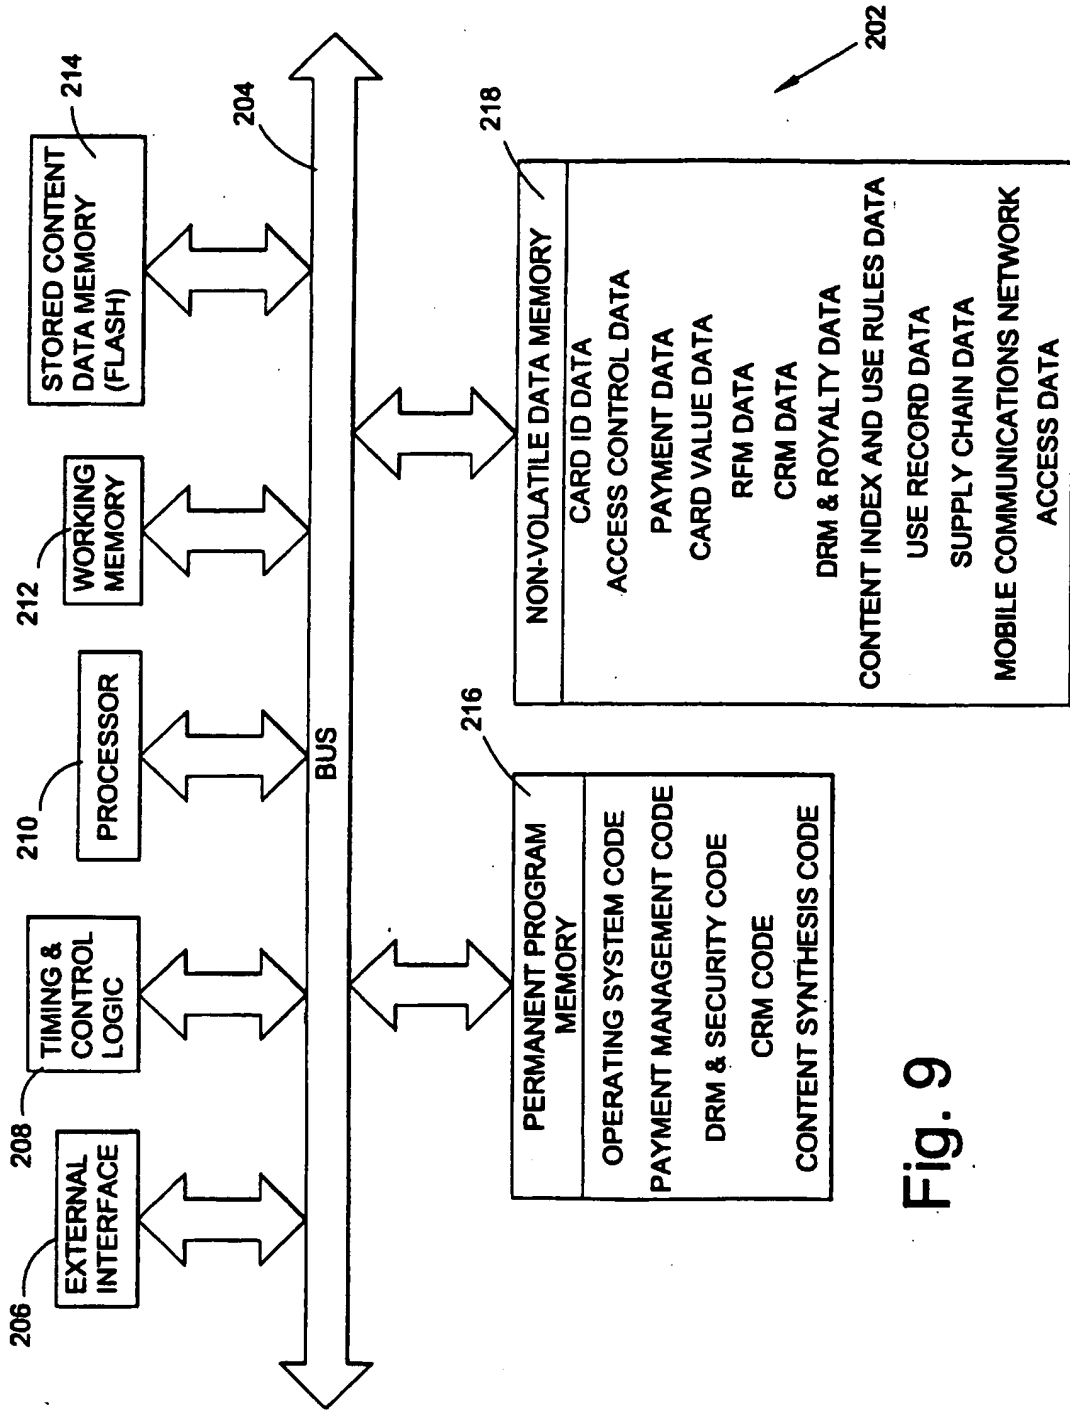 206
EXTERNAL
INTERFACE
208
TIMING &
CONTROL
LOGIC
210
PROCESSOR
212
WORKING
MEMORY
STORED CONTENT
DATA MEMORY
(FLASH)
214
BUS
204
216
PERMANENT PROGRAM
MEMORY
OPERATING SYSTEM CODE
PAYMENT MANAGEMENT CODE
DRM & SECURITY CODE
CRM CODE
CONTENT SYNTHESIS CODE
218
NON-VOLATILE DATA MEMORY
CARD ID DATA
ACCESS CONTROL DATA
PAYMENT DATA
CARD VALUE DATA
RFM DATA
CRM DATA
DRM & ROYALTY DATA
CONTENT INDEX AND USE RULES DATA
USE RECORD DATA
SUPPLY CHAIN DATA
MOBILE COMMUNICATIONS NETWORK
ACCESS DATA
202
Fig. 9